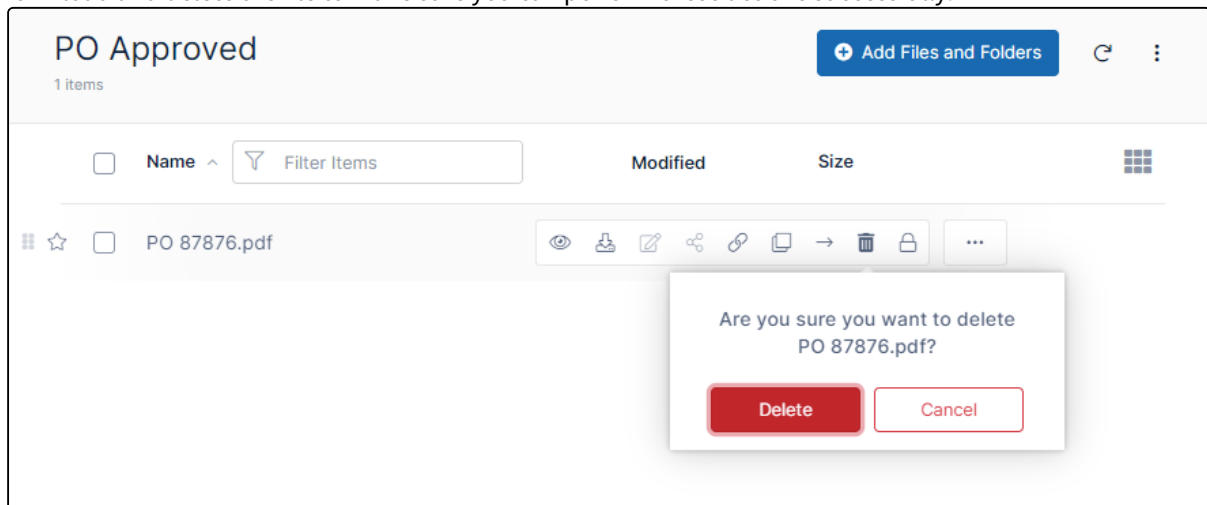 PO Approved
Add Files and Folders
1 items
Name
Filter Items
Modified
Size
PO 87876.pdf
Are you sure you want to delete
PO 87876.pdf?
Delete
Cancel